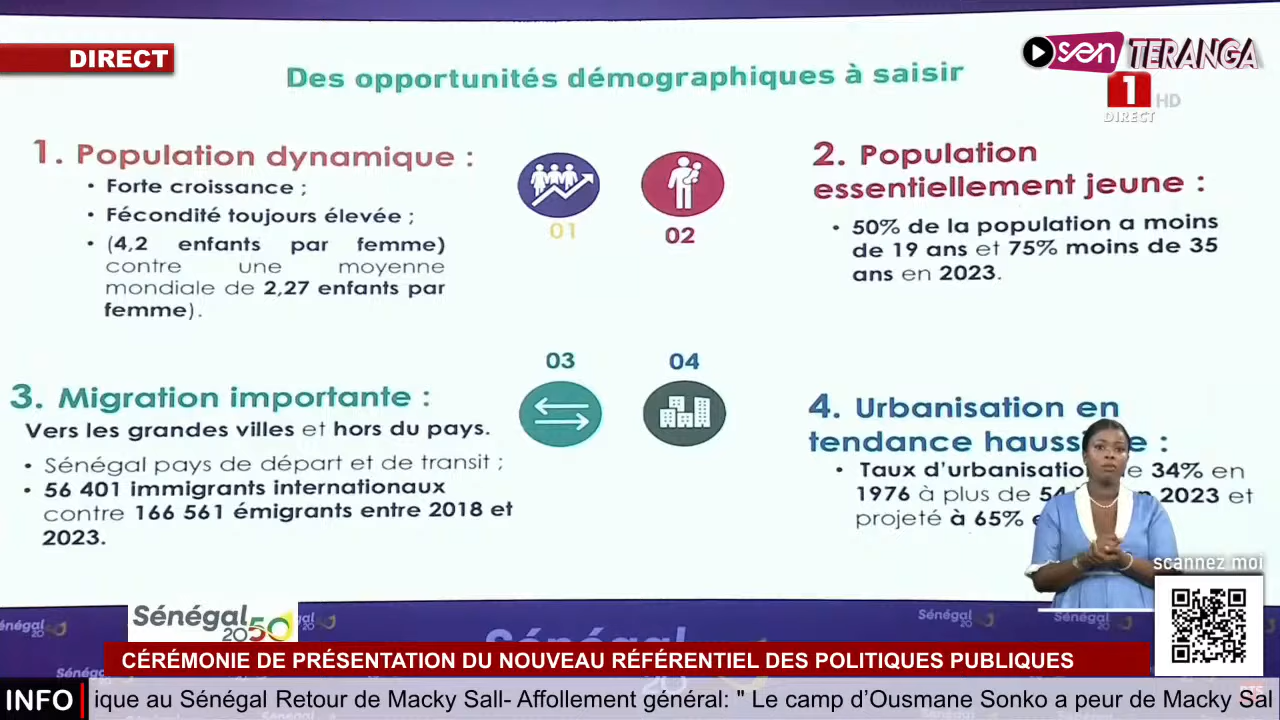 DIRECT
sen TERANGA
1 HD
DIRECT
Des opportunités démographiques à saisir
1. Population dynamique :
• Forte croissance ;
• Fécondité toujours élevée ;
• (4,2 enfants par femme)
contre une moyenne
mondiale de 2,27 enfants par
femme).
01
02
2. Population
essentiellement jeune :
• 50% de la population a moins
de 19 ans et 75% moins de 35
ans en 2023.
03
04
3. Migration importante :
Vers les grandes villes et hors du pays.
• Sénégal pays de départ et de transit ;
• 56 401 immigrants internationaux
contre 166 561 émigrants entre 2018 et
2023.
4. Urbanisation en
tendance :
• Taux 34% en
1976 à plus de 2023 et
projeté à 65%
scannez moi
Sénégal
2050
Sénégal
Sénégal
Sénégal
CÉRÉMONIE DE PRÉSENTATION DU NOUVEAU RÉFÉRENTIEL DES POLITIQUES PUBLIQUES
INFO ique au Sénégal Retour de Macky Sall- Affollement général: " Le camp d'Ousmane Sonko a peur de Macky Sal